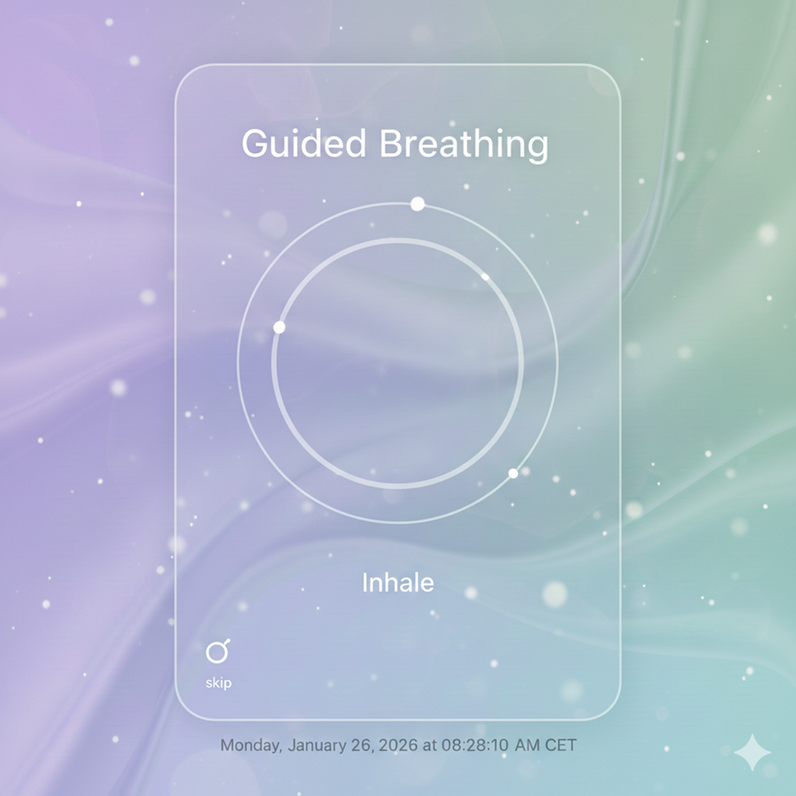 Guided Breathing
Inhale
skip
Monday, January 26, 2026 at 08:28:10 AM CET